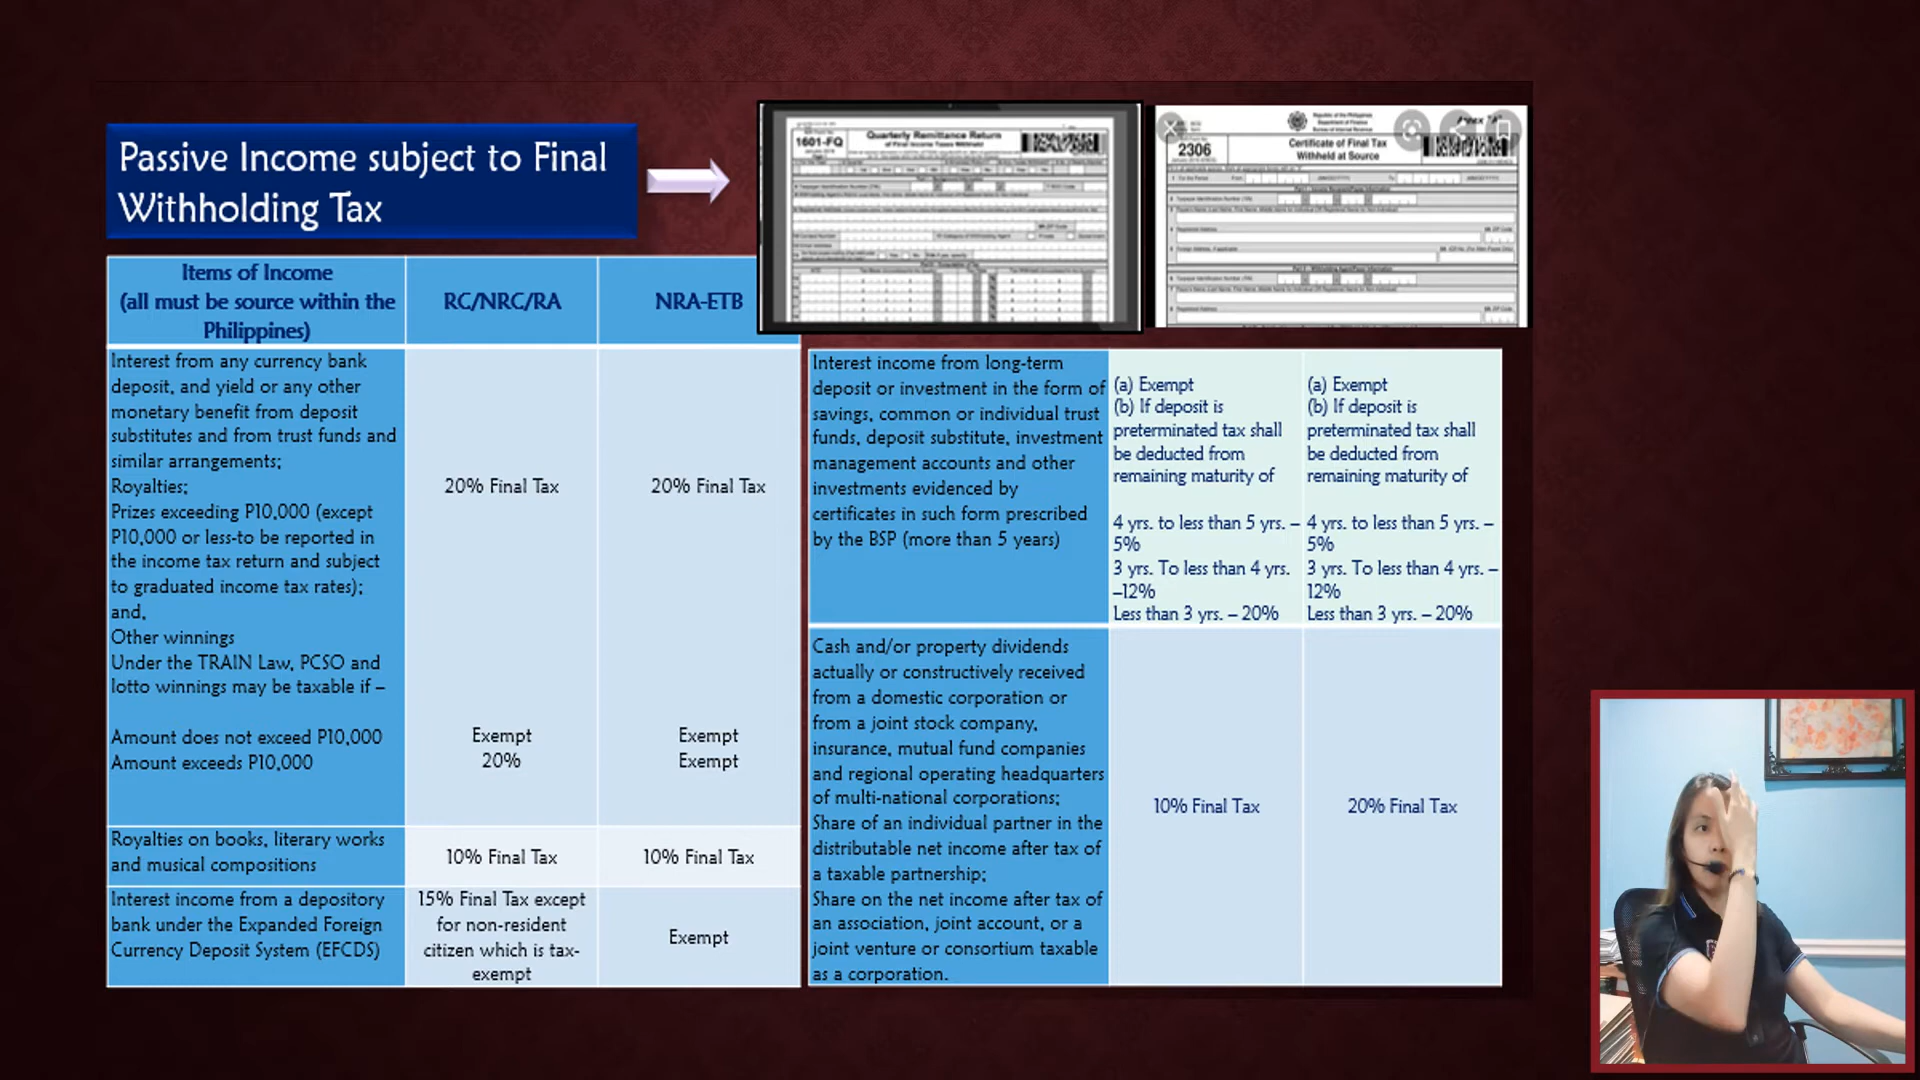 Passive Income subject to Final
Withholding Tax
1601-FQ
Quarterly Remittance Return
of Final Income Taxes Withheld
2306
Republic of the Philippines
Department of Finance
Bureau of Internal Revenue
Certificate of Final Tax
Withheld at Source
Items of Income
(all must be source within the
Philippines)
RC/NRC/RA
NRA-ETB
Interest from any currency bank
deposit, and yield or any other
monetary benefit from deposit
substitutes and from trust funds and
similar arrangements;
Royalties;
Prizes exceeding P10,000 (except
P10,000 or less-to be reported in
the income tax return and subject
to graduated income tax rates);
and,
Other winnings
Under the TRAIN Law, PCSO and
lotto winnings may be taxable if –
Amount does not exceed P10,000
Amount exceeds P10,000
20% Final Tax
Exempt
20%
20% Final Tax
Exempt
Exempt
Royalties on books, literary works
and musical compositions
10% Final Tax
10% Final Tax
Interest income from a depository
bank under the Expanded Foreign
Currency Deposit System (EFCDS)
15% Final Tax except
for non-resident
citizen which is tax-
exempt
Exempt
Interest income from long-term
deposit or investment in the form of
savings, common or individual trust
funds, deposit substitute, investment
management accounts and other
investments evidenced by
certificates in such form prescribed
by the BSP (more than 5 years)
(a) Exempt
(b) If deposit is
preterminated tax shall
be deducted from
remaining maturity of
4 yrs. to less than 5 yrs. –
5%
3 yrs. To less than 4 yrs.
–12%
Less than 3 yrs. – 20%
(a) Exempt
(b) If deposit is
preterminated tax shall
be deducted from
remaining maturity of
4 yrs. to less than 5 yrs. –
5%
3 yrs. To less than 4 yrs. –
12%
Less than 3 yrs. – 20%
Cash and/or property dividends
actually or constructively received
from a domestic corporation or
from a joint stock company,
insurance, mutual fund companies
and regional operating headquarters
of multi-national corporations;
Share of an individual partner in the
distributable net income after tax of
a taxable partnership;
Share on the net income after tax of
an association, joint account, or a
joint venture or consortium taxable
as a corporation.
10% Final Tax
20% Final Tax